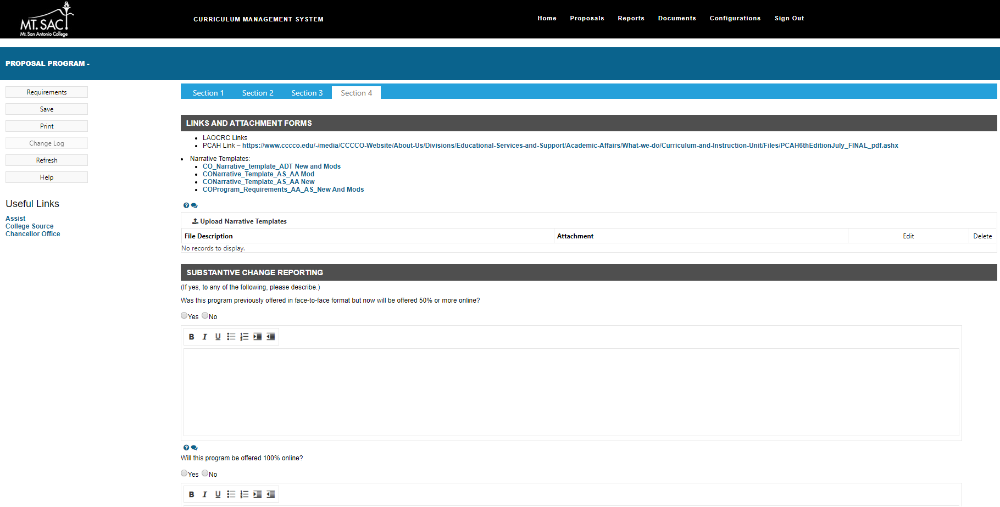 MT. SAC
Mt. San Antonio College
CURRICULUM MANAGEMENT SYSTEM
Home Proposals Reports Documents Configurations Sign Out
PROPOSAL PROGRAM -
Requirements
Save
Print
Change Log
Refresh
Help
Useful Links
Assist
College Source
Chancellor Office
Section 1 Section 2 Section 3 Section 4
LINKS AND ATTACHMENT FORMS
LAOCRC Links
PCAH Link – https://www.cccco.edu/-/media/CCCCO-Website/About-Us/Divisions/Educational-Services-and-Support/Academic-Affairs/What-we-do/Curriculum-and-Instruction-Unit/Files/PCAH6thEditionJuly_FINAL_pdf.ashx
Narrative Templates:
CO_Narrative_template_ADT New and Mods
CONarrative_Template_AS_AA Mod
CONarrative_Template_AS_AA New
COProgram_Requirements_AA_AS_New And Mods
Upload Narrative Templates
File Description Attachment Edit Delete
No records to display.
SUBSTANTIVE CHANGE REPORTING
(If yes, to any of the following, please describe.)
Was this program previously offered in face-to-face format but now will be offered 50% or more online?
Yes No
B I U
Will this program be offered 100% online?
Yes No
B I U